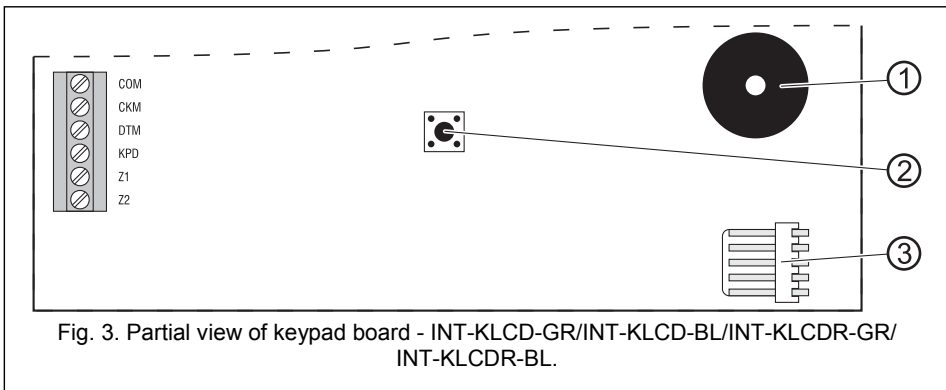 COM
CKM
DTM
KPD
Z1
Z2
1
2
3
Fig. 3. Partial view of keypad board - INT-KLCD-GR/INT-KLCD-BL/INT-KLCDR-GR/
INT-KLCDR-BL.